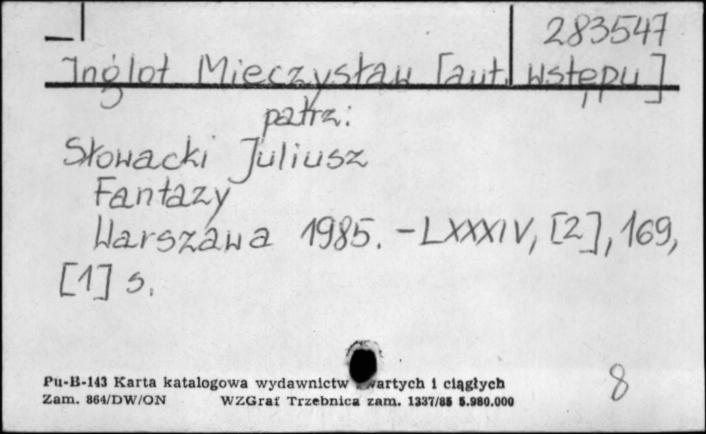 283547
Inglot Mieczysław [aut. wstępu]
patrz:
Słowacki Juliusz
Fantazy
Warszawa 1985. - LXXXIV, [2], 169,
[1] s.
Pu-B-143 Karta katalogowa wydawnictw zwartych i ciągłych
Zam. 864/DW/ON WZGraf Trzebnica zam. 1337/85 5.980.000
8